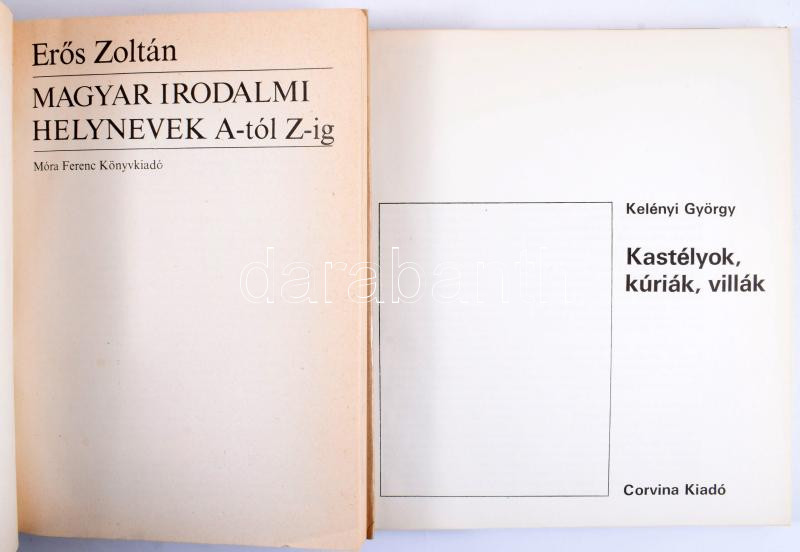 Erős Zoltán
MAGYAR IRODALMI
HELYNEVEK A-tól Z-ig
Móra Ferenc Könyvkiadó
Kelényi György
Kastélyok,
kúriák, villák
Corvina Kiadó
darabanth